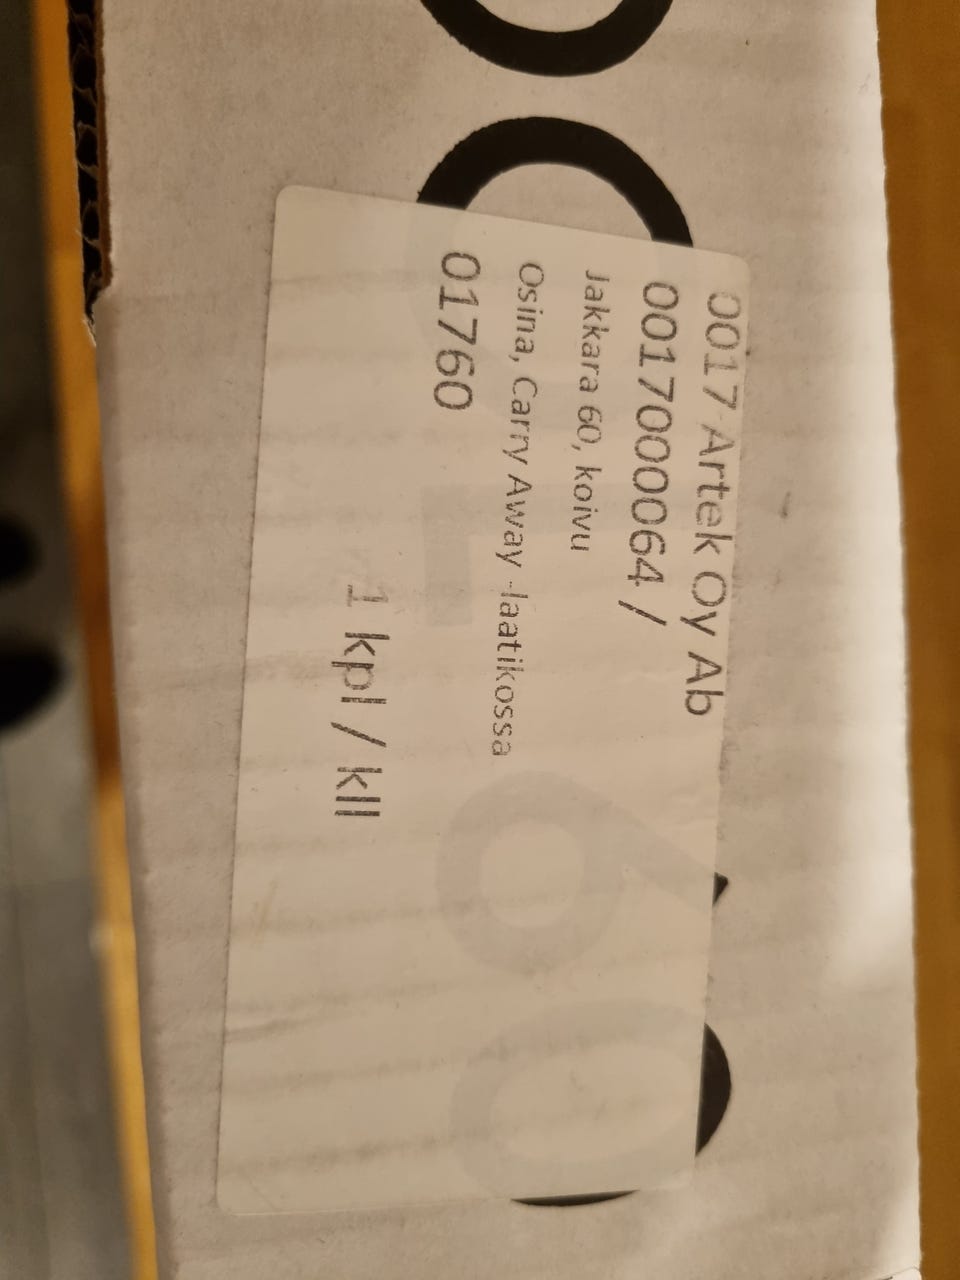 0017 Artek Oy Ab
0017000064 /
Jakkara 60, koivu
Osina, Carry Away -laatikossa
01760
1 kpl / kll